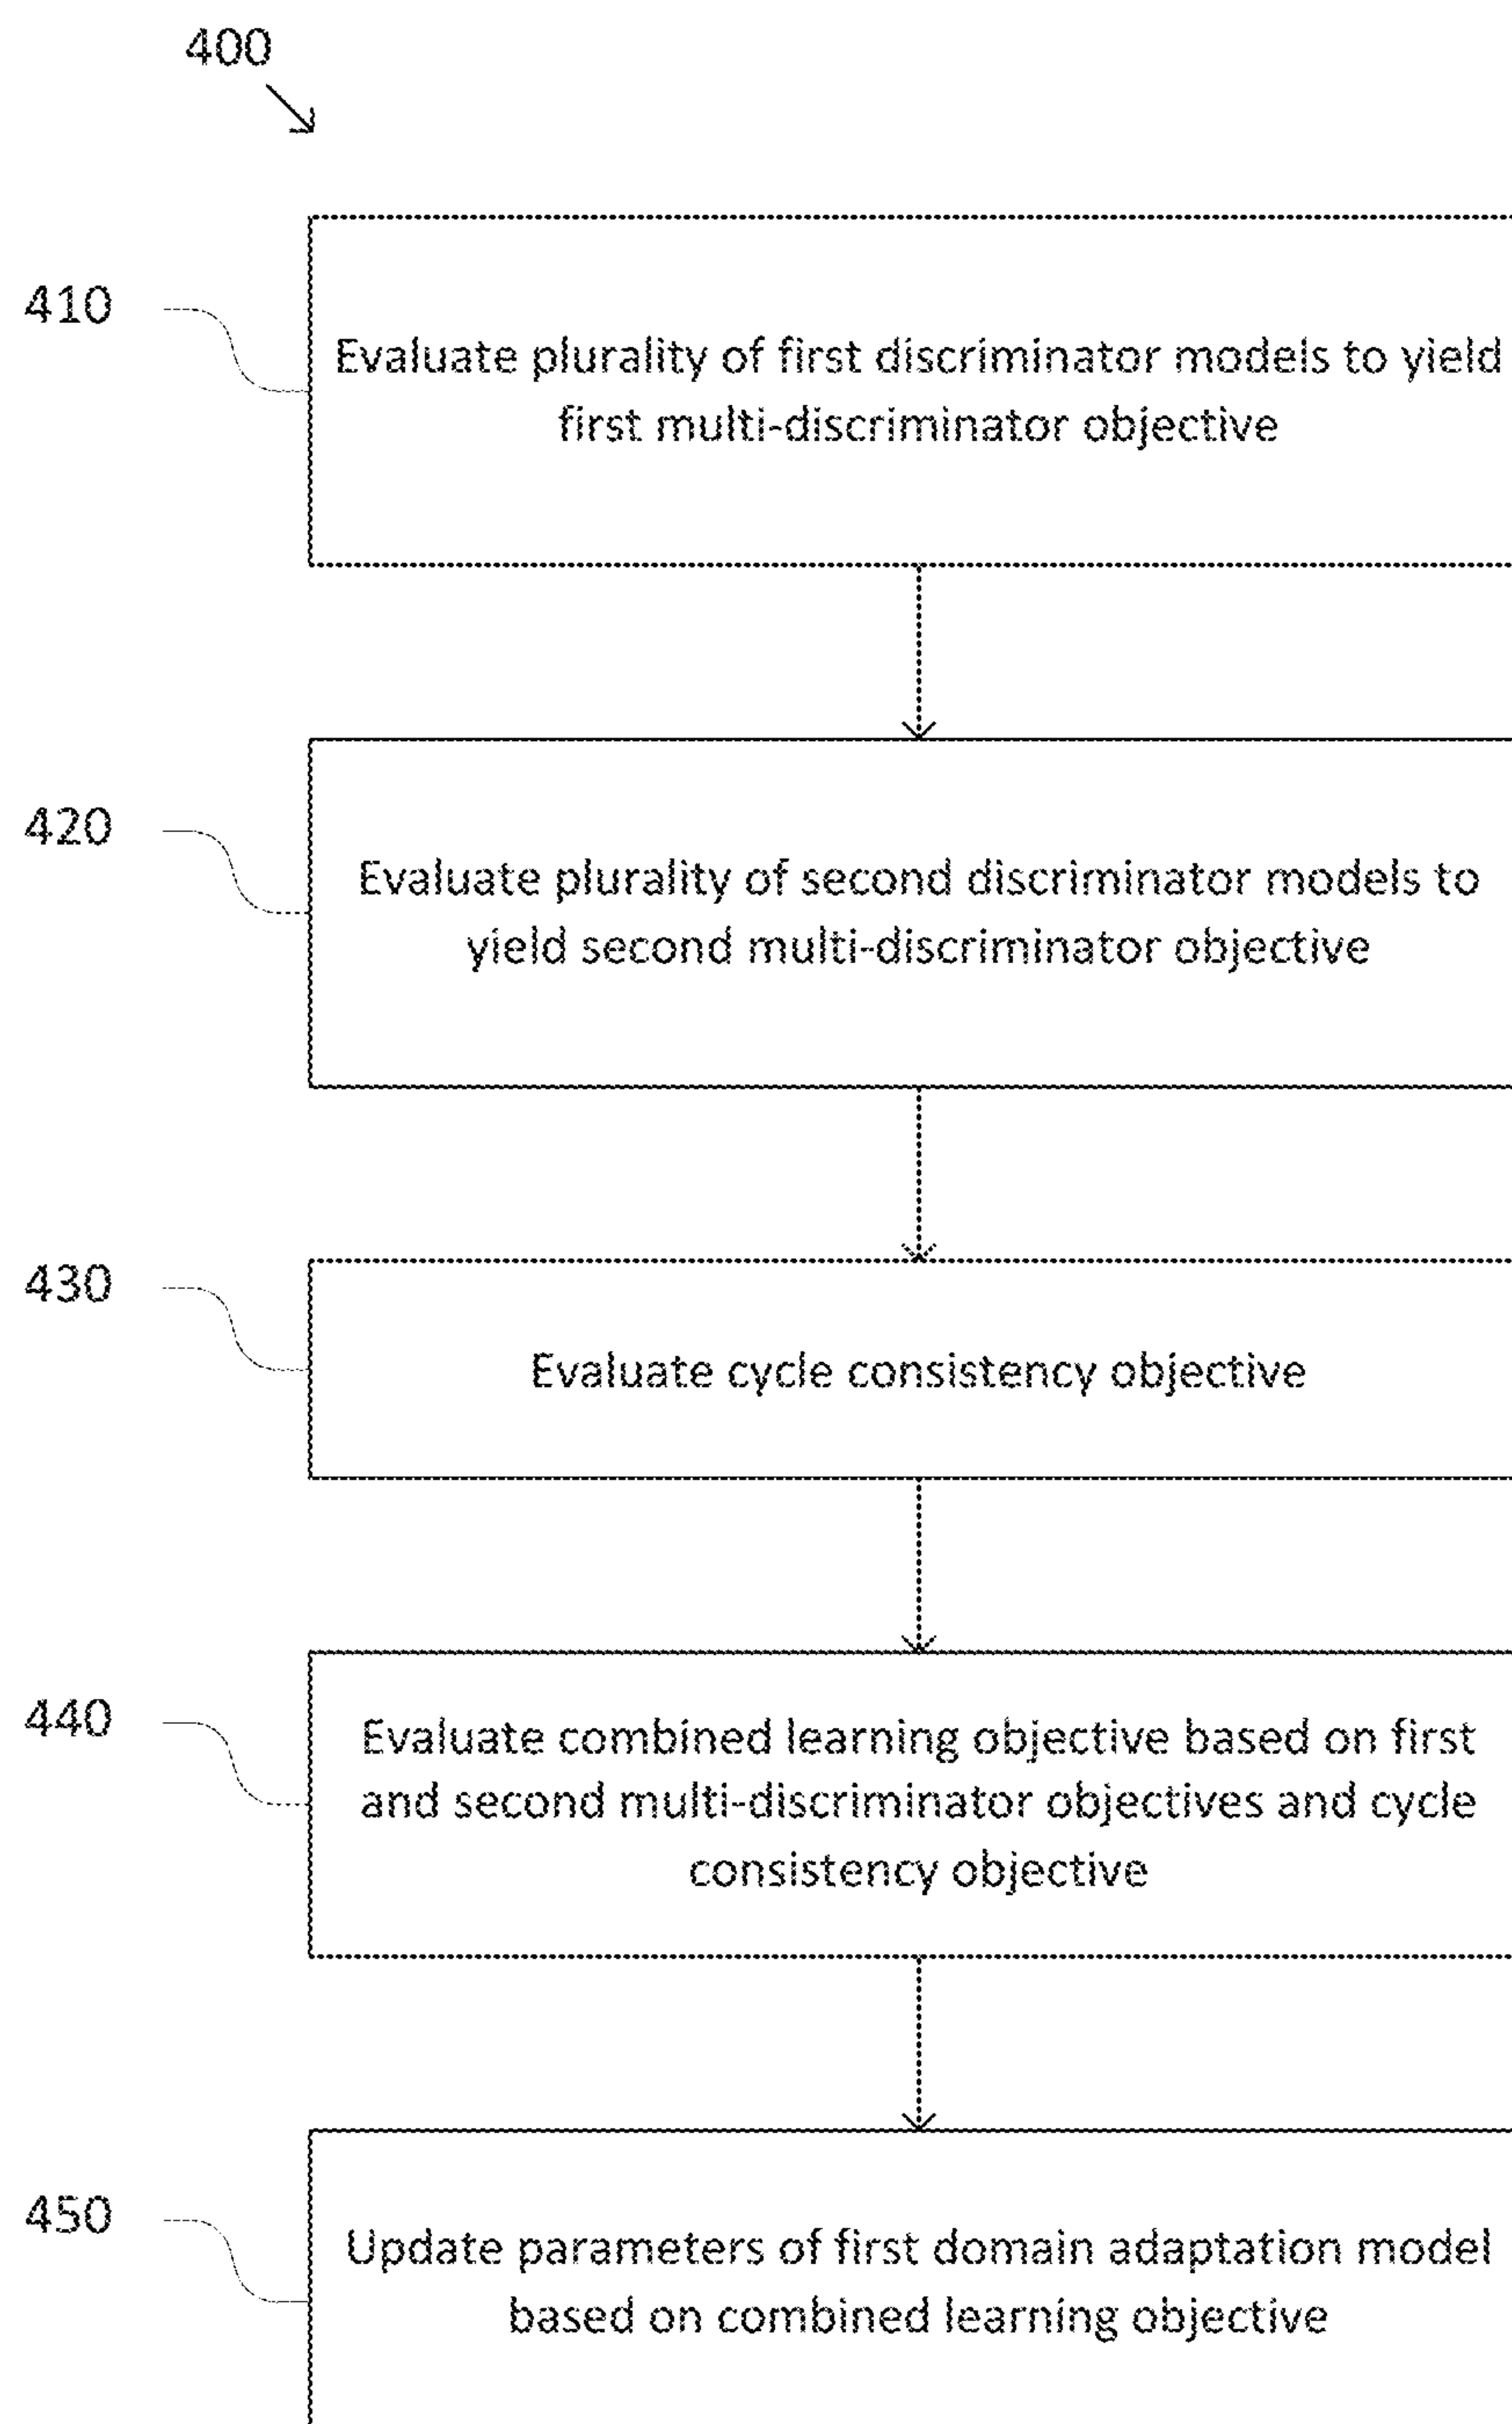 400
410
Evaluate plurality of first discriminator models to yield
first multi-discriminator objective
420
Evaluate plurality of second discriminator models to
yield second multi-discriminator objective
430
Evaluate cycle consistency objective
440
Evaluate combined learning objective based on first
and second multi-discriminator objectives and cycle
consistency objective
450
Update parameters of first domain adaptation model
based on combined learning objective